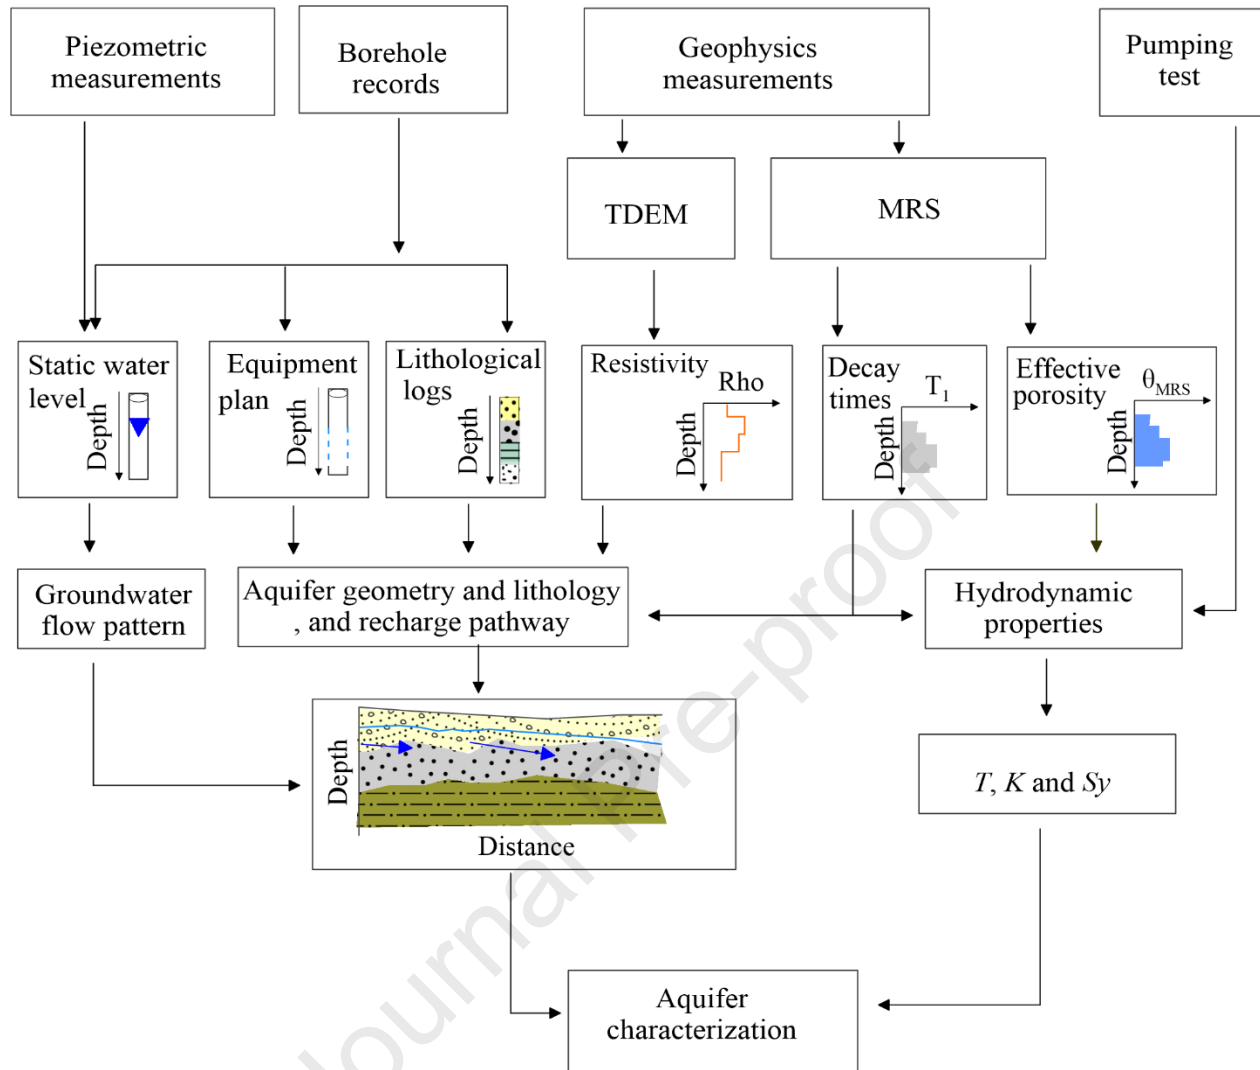 Piezometric
measurements
Borehole
records
Geophysics
measurements
Pumping
test
TDEM
MRS
Static water
level
Depth
Equipment
plan
Depth
Lithological
logs
Depth
Resistivity
Rho
Depth
Decay
times
T1
Depth
Effective
porosity
θMRS
Depth
Groundwater
flow pattern
Aquifer geometry and lithology
, and recharge pathway
Hydrodynamic
properties
Depth
Distance
T, K and Sy
Aquifer
characterization
Journal Pre-proof